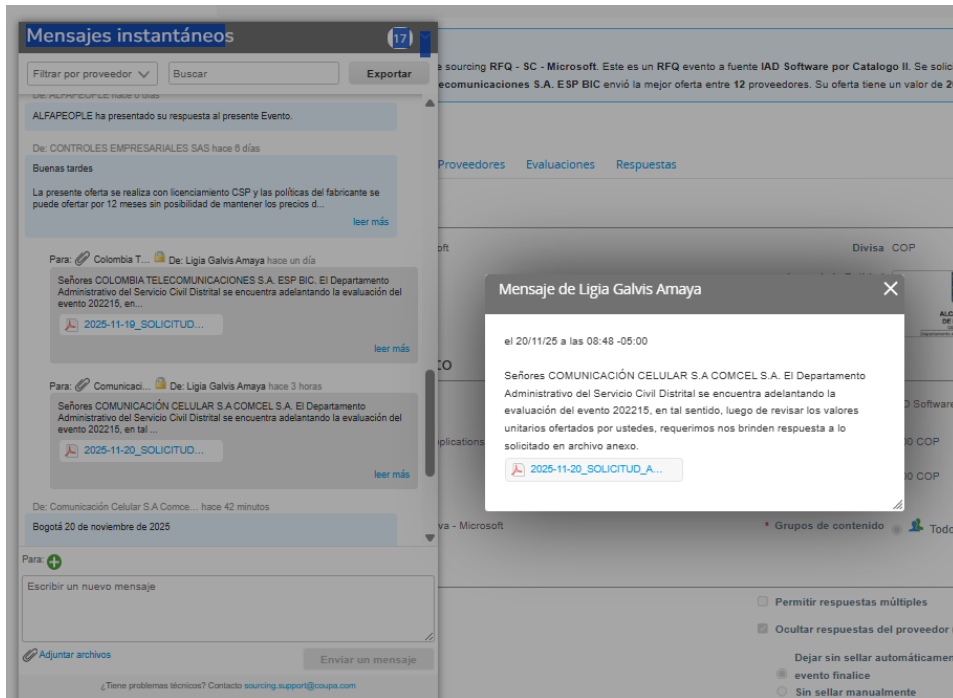 Mensajes instantáneos
17
Filtrar por proveedor
Buscar
Exportar
De: ALFAPEOPLE hace 6 días
ALFAPEOPLE ha presentado su respuesta al presente Evento.
De: CONTROLES EMPRESARIALES SAS hace 6 días
Buenas tardes
La presente oferta se realiza con licenciamiento CSP y las políticas del fabricante se
puede ofertar por 12 meses sin posibilidad de mantener los precios d...
leer más
Para: Colombia T... De: Ligia Galvis Amaya hace un día
Señores COLOMBIA TELECOMUNICACIONES S.A. ESP BIC. El Departamento
Administrativo del Servicio Civil Distrital se encuentra adelantando la evaluación del
evento 202215, en...
2025-11-19_SOLICITUD...
leer más
Para: Comunicaci... De: Ligia Galvis Amaya hace 3 horas
Señores COMUNICACIÓN CELULAR S.A COMCEL S.A. El Departamento
Administrativo del Servicio Civil Distrital se encuentra adelantando la evaluación del
evento 202215, en tal ...
2025-11-20_SOLICITUD...
leer más
De: Comunicación Celular S.A Comce... hace 42 minutos
Bogotá 20 de noviembre de 2025
Para:
Escribir un nuevo mensaje
Adjuntar archivos
Enviar un mensaje
¿Tiene problemas técnicos? Contacto sourcing.support@coupa.com
e sourcing RFQ - SC - Microsoft. Este es un RFQ evento a fuente IAD Software por Catalogo II. Se solic
ecomunicaciones S.A. ESP BIC envió la mejor oferta entre 12 proveedores. Su oferta tiene un valor de 2
Proveedores Evaluaciones Respuestas
oft
Divisa COP
Mensaje de Ligia Galvis Amaya
el 20/11/25 a las 08:48 -05:00
Señores COMUNICACIÓN CELULAR S.A COMCEL S.A. El Departamento
Administrativo del Servicio Civil Distrital se encuentra adelantando la
evaluación del evento 202215, en tal sentido, luego de revisar los valores
unitarios ofertados por ustedes, requerimos nos brinden respuesta a lo
solicitado en archivo anexo.
2025-11-20_SOLICITUD_A...
CO
Software
plications
00 COP
00 COP
va - Microsoft
* Grupos de contenido
Todo
Permitir respuestas múltiples
Ocultar respuestas del proveedor
Dejar sin sellar automáticamen
evento finalice
Sin sellar manualmente